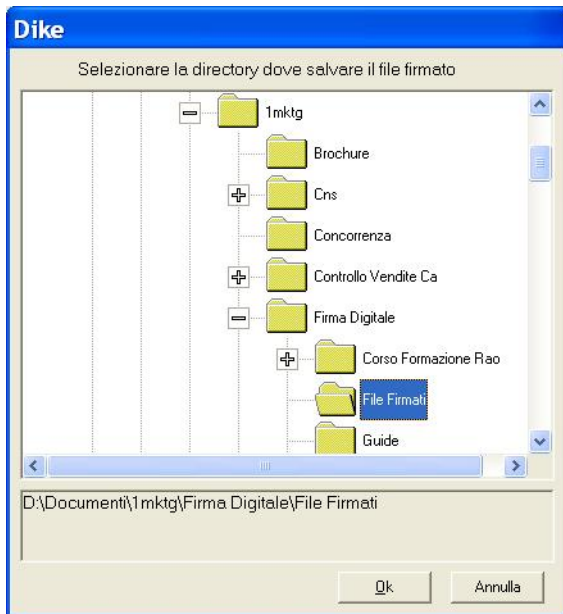 Dike
Selezionare la directory dove salvare il file firmato
1mktg
Brochure
Cns
Concorrenza
Controllo Vendite Ca
Firma Digitale
Corso Formazione Rao
File Firmati
Guide
D:\Documenti\1mktg\Firma Digitale\File Firmati
Ok
Annulla